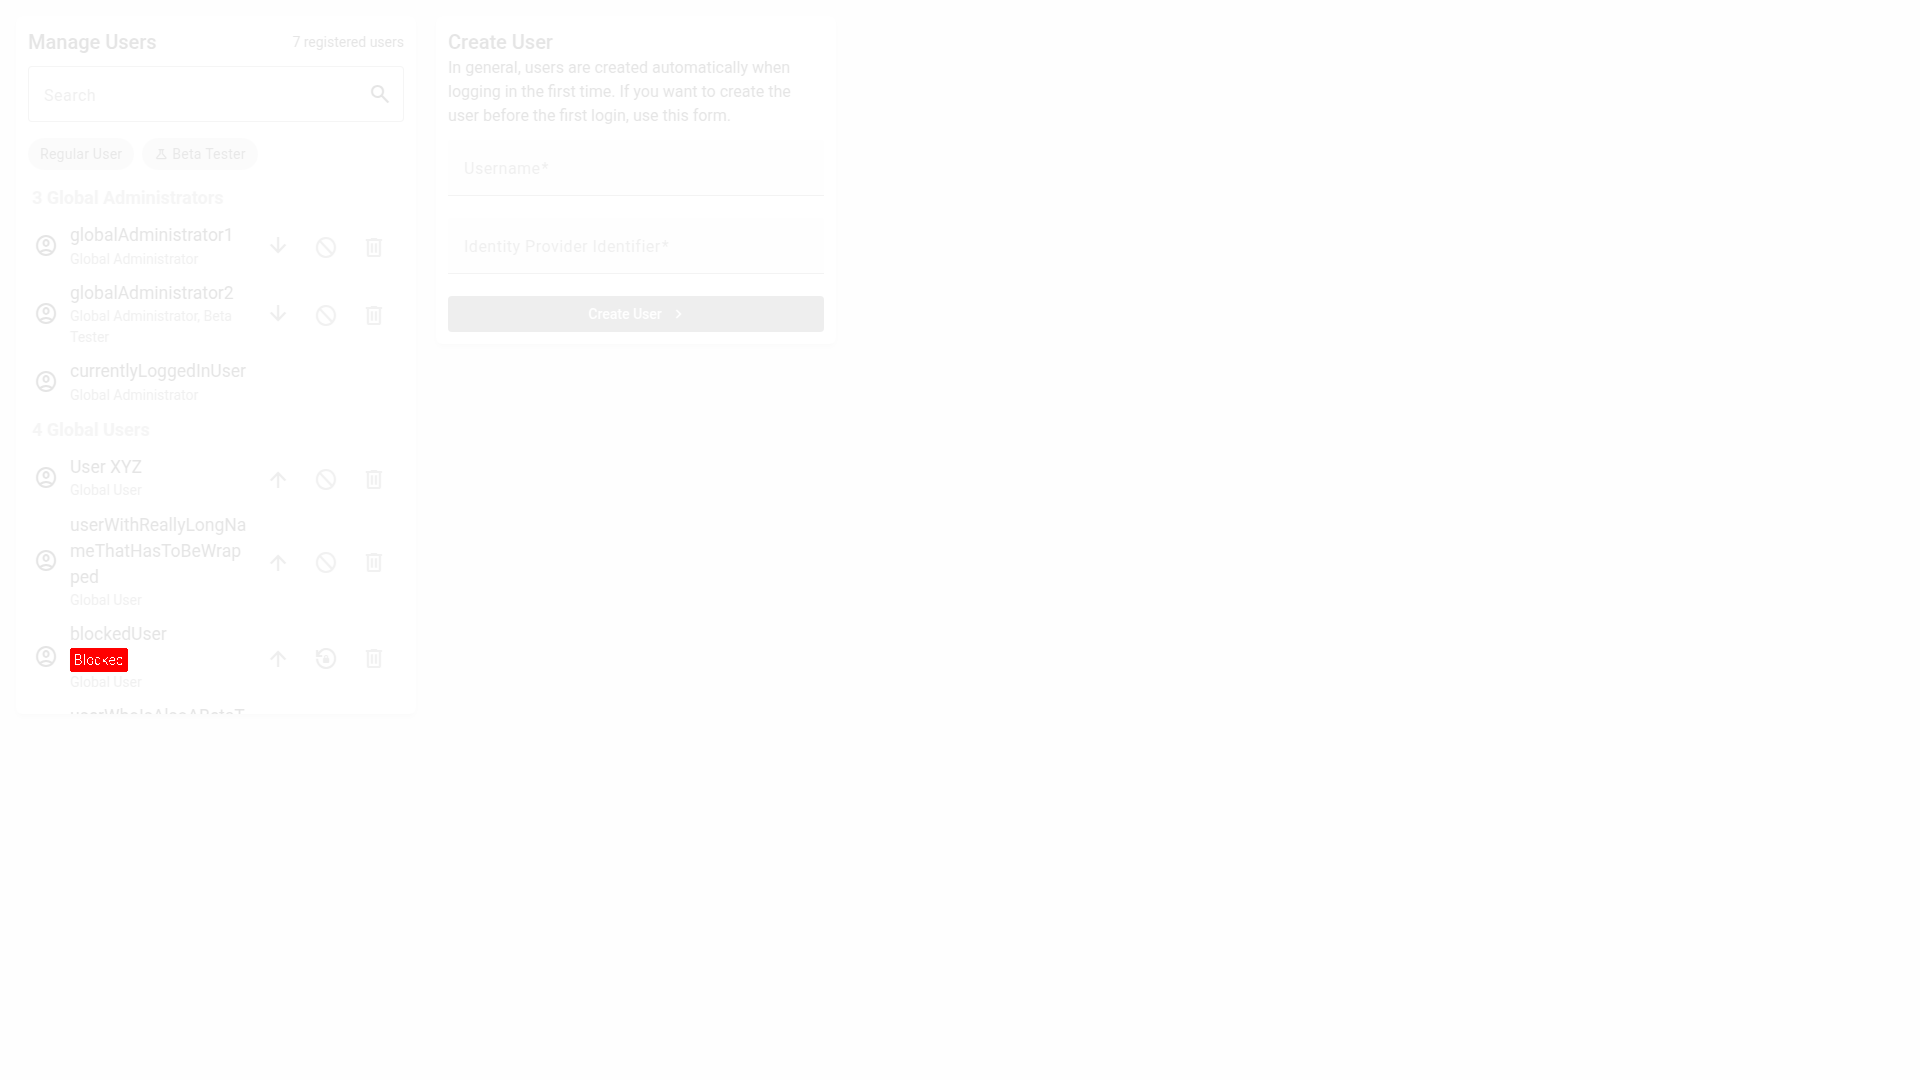 Manage Users
7 registered users
Search
Regular User
Beta Tester
3 Global Administrators
globalAdministrator1
Global Administrator
globalAdministrator2
Global Administrator, Beta
Tester
currentlyLoggedInUser
Global Administrator
4 Global Users
User XYZ
Global User
userWithReallyLongNa
meThatHasToBeWrap
ped
Global User
blockedUser
Blocked
Global User
Create User
In general, users are created automatically when
logging in the first time. If you want to create the
user before the first login, use this form.
Username*
Identity Provider Identifier*
Create User